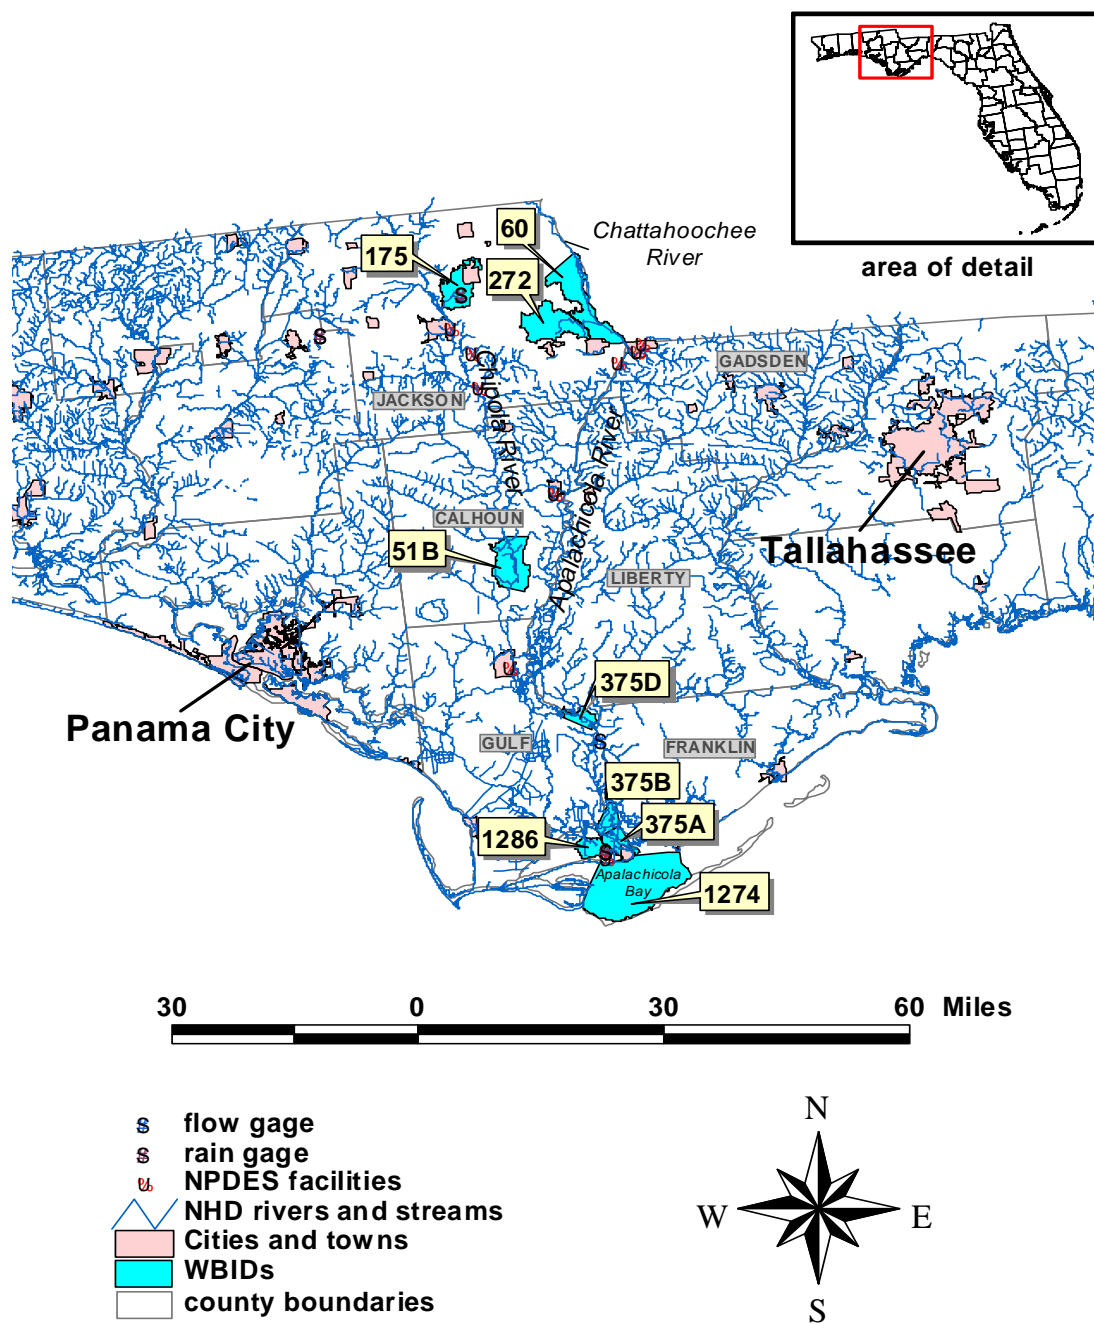 area of detail
Chattahoochee
River
60
175
272
GADSDEN
JACKSON
Chipola River
Apalachicola River
CALHOUN
51B
Tallahassee
LIBERTY
375D
Panama City
GULF
FRANKLIN
375B
375A
1286
Apalachicola
Bay
1274
30 0 30 60 Miles
flow gage
rain gage
NPDES facilities
NHD rivers and streams
Cities and towns
WBIDs
county boundaries
N
W E
S